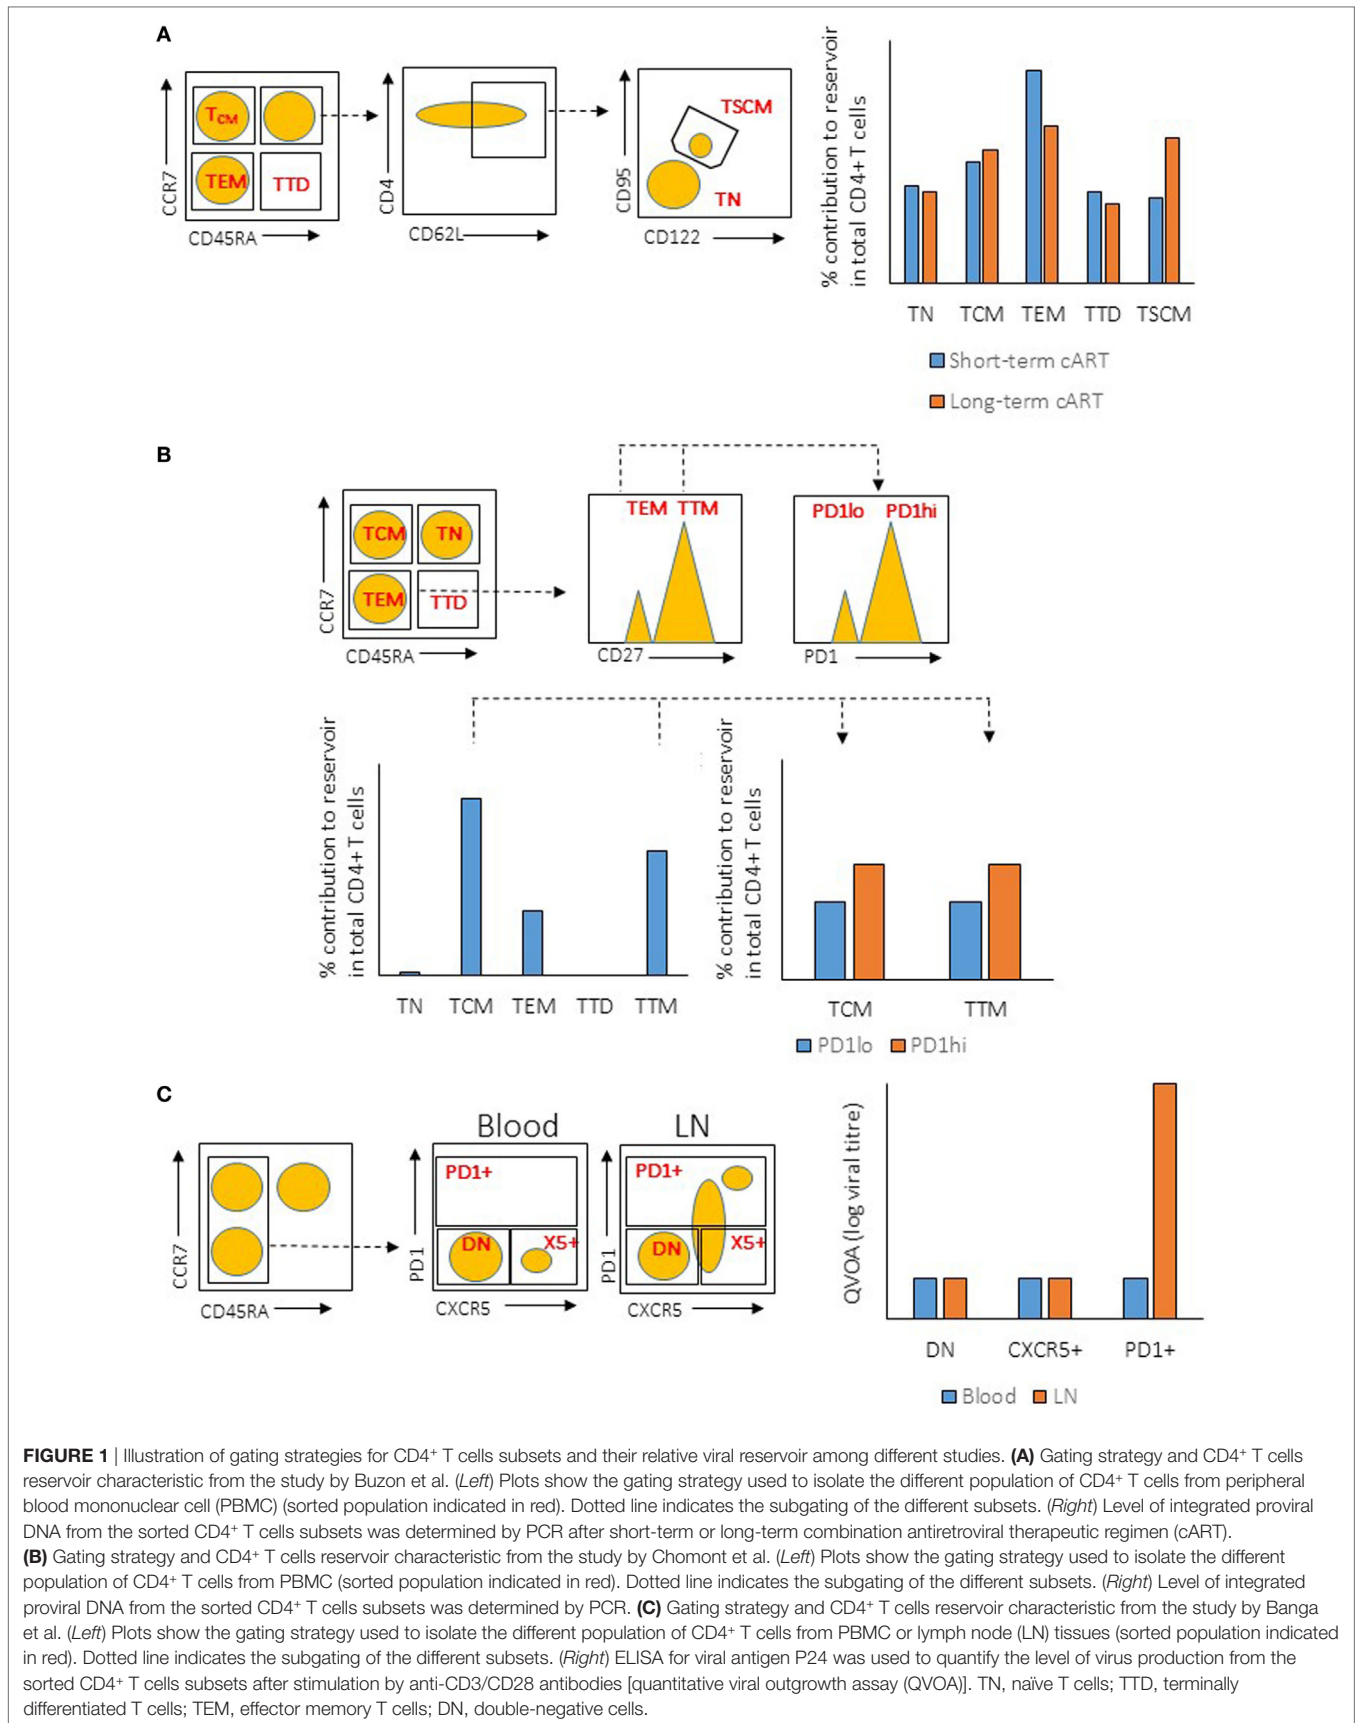 A
CCR7
T_CM
TEM
TTD
CD45RA
CD4
CD62L
CD95
TSCM
TN
CD122
% contribution to reservoir
in total CD4+ T cells
TN TCM TEM TTD TSCM
Short-term cART
Long-term cART
B
CCR7
TCM TN
TEM TTD
CD45RA
TEM TTM
CD27
PD1lo PD1hi
PD1
% contribution to reservoir
in total CD4+ T cells
TN TCM TEM TTD TTM
% contribution to reservoir
in total CD4+ T cells
TCM TTM
PD1lo PD1hi
C
CCR7
CD45RA
Blood
PD1
PD1+
DN X5+
CXCR5
LN
PD1
PD1+
DN X5+
CXCR5
QVOA (log viral titre)
DN CXCR5+ PD1+
Blood LN
FIGURE 1 | Illustration of gating strategies for CD4⁺ T cells subsets and their relative viral reservoir among different studies. (A) Gating strategy and CD4⁺ T cells
reservoir characteristic from the study by Buzon et al. (Left) Plots show the gating strategy used to isolate the different population of CD4⁺ T cells from peripheral
blood mononuclear cell (PBMC) (sorted population indicated in red). Dotted line indicates the subgating of the different subsets. (Right) Level of integrated proviral
DNA from the sorted CD4⁺ T cells subsets was determined by PCR after short-term or long-term combination antiretroviral therapeutic regimen (cART).
(B) Gating strategy and CD4⁺ T cells reservoir characteristic from the study by Chomont et al. (Left) Plots show the gating strategy used to isolate the different
population of CD4⁺ T cells from PBMC (sorted population indicated in red). Dotted line indicates the subgating of the different subsets. (Right) Level of integrated
proviral DNA from the sorted CD4⁺ T cells subsets was determined by PCR. (C) Gating strategy and CD4⁺ T cells reservoir characteristic from the study by Banga
et al. (Left) Plots show the gating strategy used to isolate the different population of CD4⁺ T cells from PBMC or lymph node (LN) tissues (sorted population indicated
in red). Dotted line indicates the subgating of the different subsets. (Right) ELISA for viral antigen P24 was used to quantify the level of virus production from the
sorted CD4⁺ T cells subsets after stimulation by anti-CD3/CD28 antibodies [quantitative viral outgrowth assay (QVOA)]. TN, naïve T cells; TTD, terminally
differentiated T cells; TEM, effector memory T cells; DN, double-negative cells.